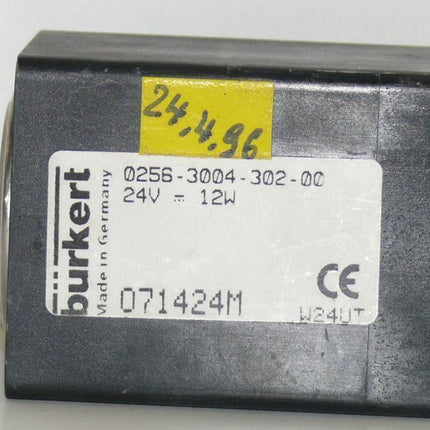 24.4.96
bürkert
Made in Germany
0256-3004-302-00
24V = 12W
CE
071424M
W24UT